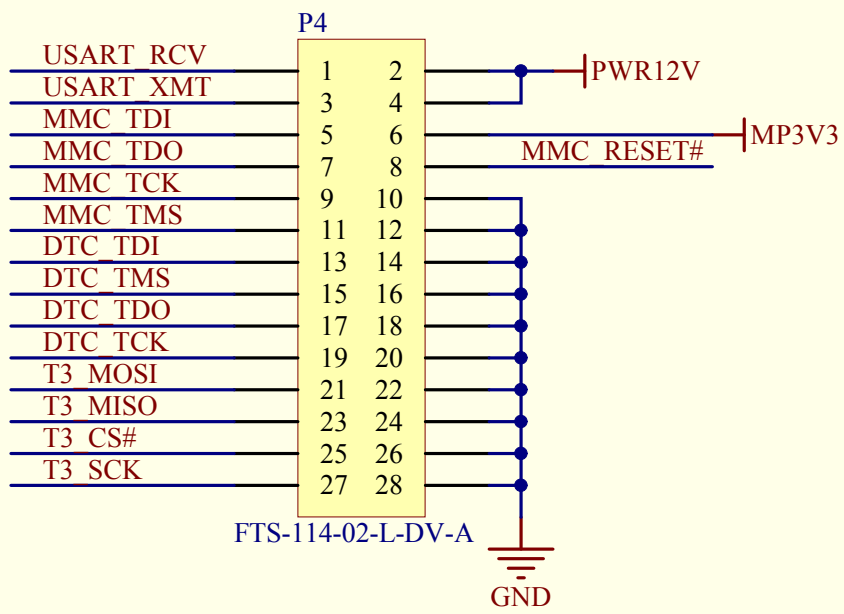 P4
USART_RCV 1 2 PWR12V
USART_XMT 3 4
MMC_TDI 5 6 MP3V3
MMC_TDO 7 8 MMC_RESET#
MMC_TCK 9 10
MMC_TMS 11 12
DTC_TDI 13 14
DTC_TMS 15 16
DTC_TDO 17 18
DTC_TCK 19 20
T3_MOSI 21 22
T3_MISO 23 24
T3_CS# 25 26
T3_SCK 27 28
FTS-114-02-L-DV-A
GND